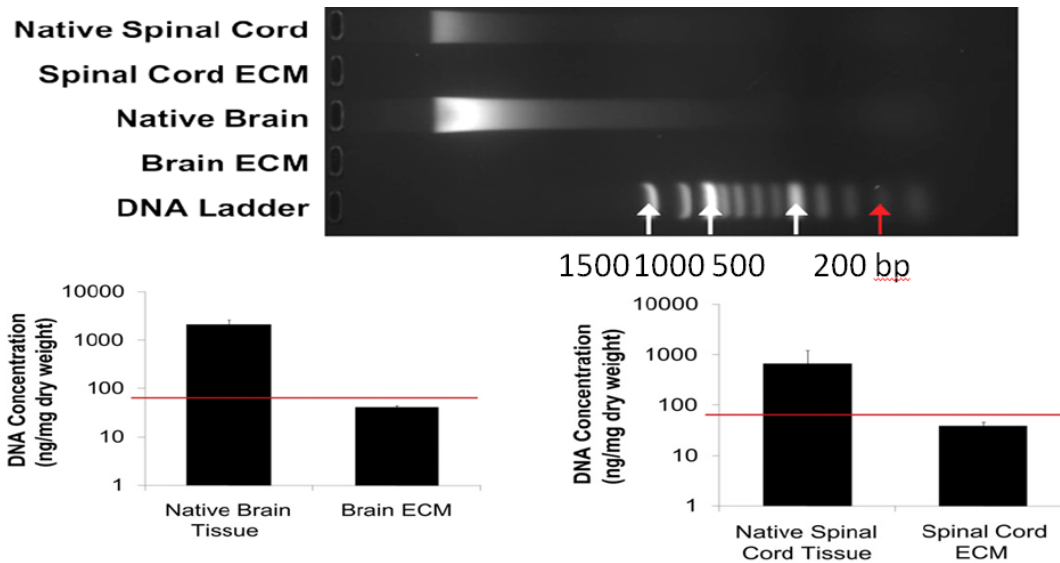 Native Spinal Cord
Spinal Cord ECM
Native Brain
Brain ECM
DNA Ladder
1500 1000 500 200 bp
DNA Concentration
(ng/mg dry weight)
10000
1000
100
10
1
Native Brain
Tissue
Brain ECM
DNA Concentration
(ng/mg dry weight)
10000
1000
100
10
1
Native Spinal
Cord Tissue
Spinal Cord
ECM